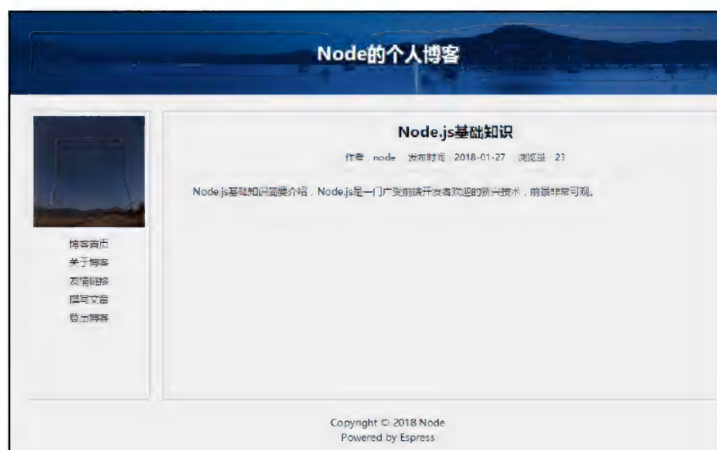 Node的个人博客
博客首页
关于博客
友情链接
撰写文章
登出博客
Node.js基础知识
作者：node 发布时间：2018-01-27 浏览量：21
Node.js基础知识简要介绍，Node.js是一门广受前端开发者欢迎的新兴技术，前景非常可观。
Copyright © 2018 Node
Powered by Espress